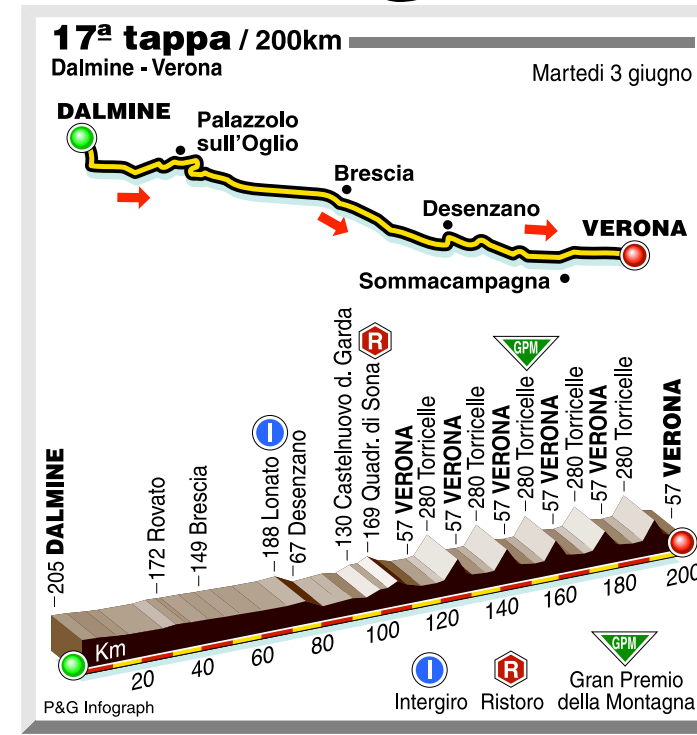 17ª tappa / 200km
Dalmine - Verona
Martedi 3 giugno
DALMINE
Palazzolo
sull'Oglio
Brescia
Desenzano
VERONA
Sommacampagna
205 DALMINE
172 Rovato
149 Brescia
188 Lonato
I
67 Desenzano
130 Castelnuovo d. Garda
169 Quadr. di Sona
R
57 VERONA
280 Torricelle
57 VERONA
280 Torricelle
57 VERONA
280 Torricelle
GPM
57 VERONA
280 Torricelle
57 VERONA
280 Torricelle
57 VERONA
Km
20
40
60
80
100
120
140
160
180
200
I
Intergiro
R
Ristoro
GPM
Gran Premio
della Montagna
P&G Infograph